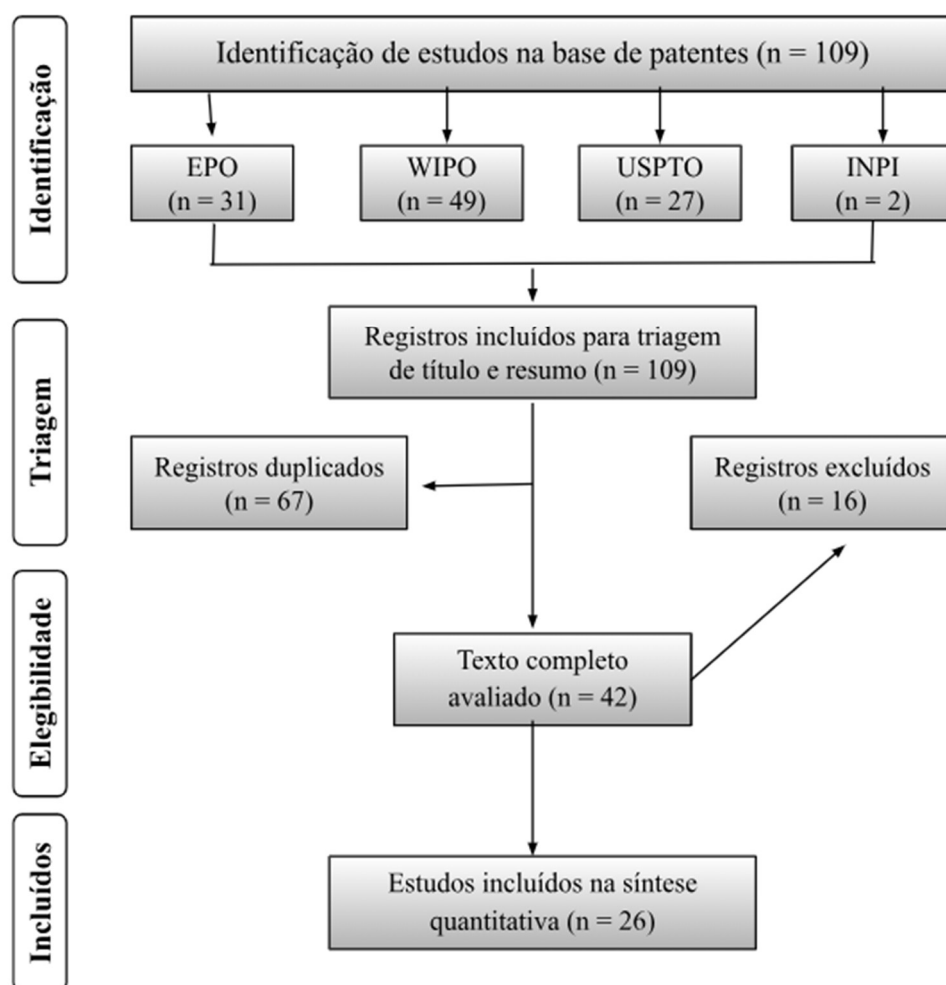 Identificação
Identificação de estudos na base de patentes (n = 109)
EPO
(n = 31)
WIPO
(n = 49)
USPTO
(n = 27)
INPI
(n = 2)
Triagem
Registros incluídos para triagem
de título e resumo (n = 109)
Registros duplicados
(n = 67)
Registros excluídos
(n = 16)
Elegibilidade
Texto completo
avaliado (n = 42)
Incluídos
Estudos incluídos na síntese
quantitativa (n = 26)